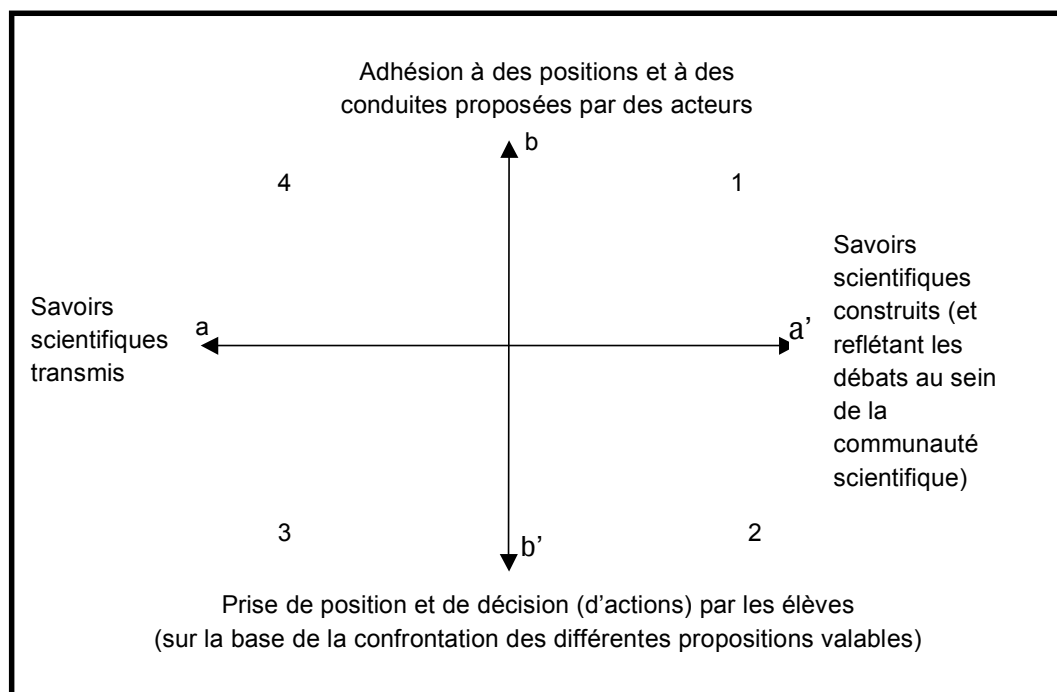 Adhésion à des positions et à des
conduites proposées par des acteurs
b
4
1
Savoirs
scientifiques
transmis
a
a’
Savoirs
scientifiques
construits (et
reflétant les
débats au sein
de la
communauté
scientifique)
3
2
b’
Prise de position et de décision (d’actions) par les élèves
(sur la base de la confrontation des différentes propositions valable)